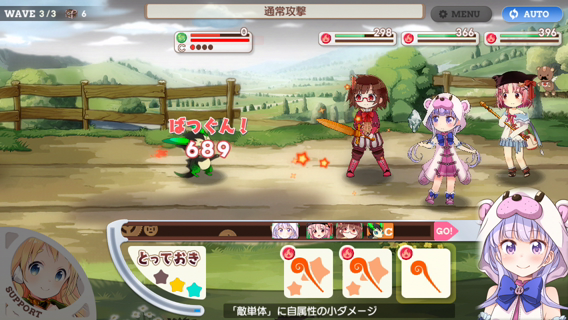 WAVE 3/3 6
通常攻撃
MENU
AUTO
0
C
298
366
396
ばつぐん!
689
C
GO!
とっておき
SUPPORT
「敵単体」に自属性の小ダメージ